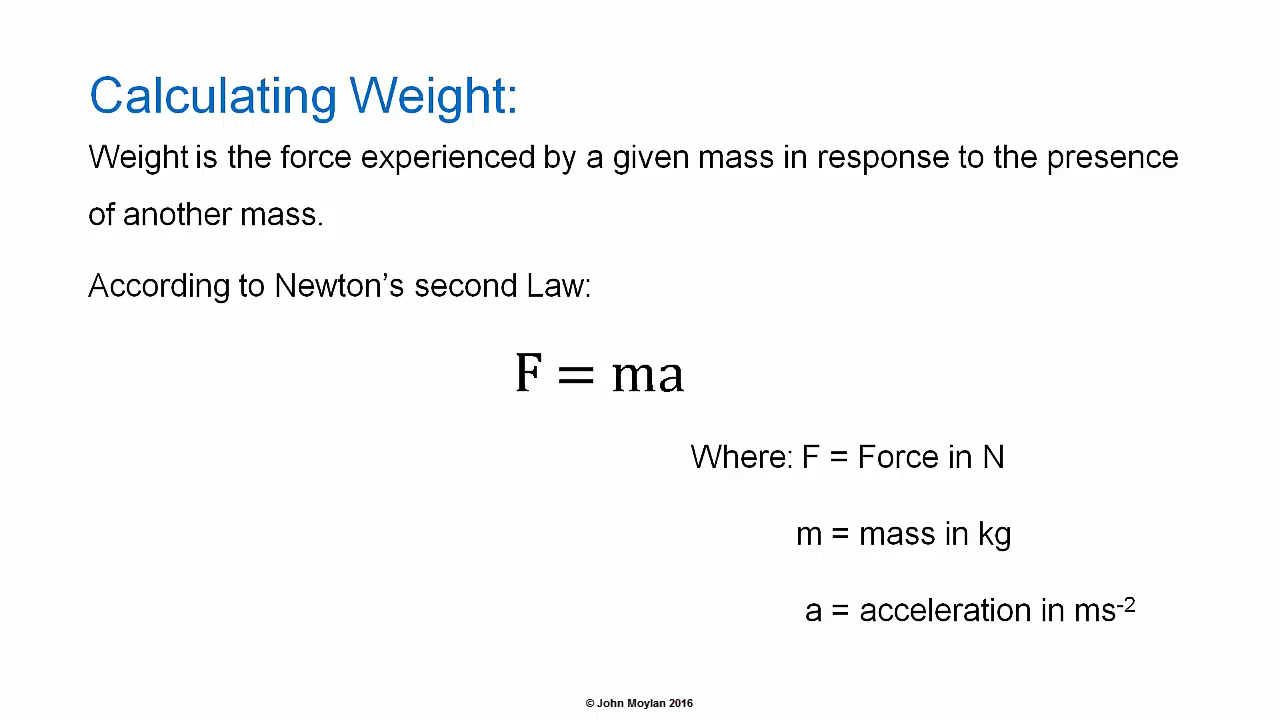 Calculating Weight:
Weight is the force experienced by a given mass in response to the presence
of another mass.
According to Newton’s second Law:
F = ma
Where: F = Force in N
m = mass in kg
a = acceleration in ms⁻²
© John Moylan 2016